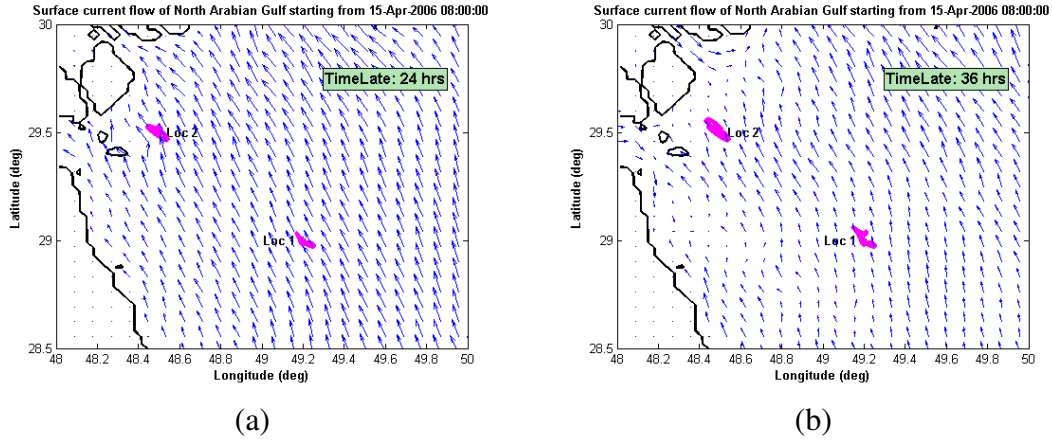 Surface current flow of North Arabian Gulf starting from 15-Apr-2006 08:00:00
30
29.5
29
28.5
Latitude (deg)
TimeLate: 24 hrs
Loc 2
Loc 1
48 48.2 48.4 48.6 48.8 49 49.2 49.4 49.6 49.8 50
Longitude (deg)
(a)
Surface current flow of North Arabian Gulf starting from 15-Apr-2006 08:00:00
30
29.5
29
28.5
Latitude (deg)
TimeLate: 36 hrs
Loc 2
Loc 1
48 48.2 48.4 48.6 48.8 49 49.2 49.4 49.6 49.8 50
Longitude (deg)
(b)